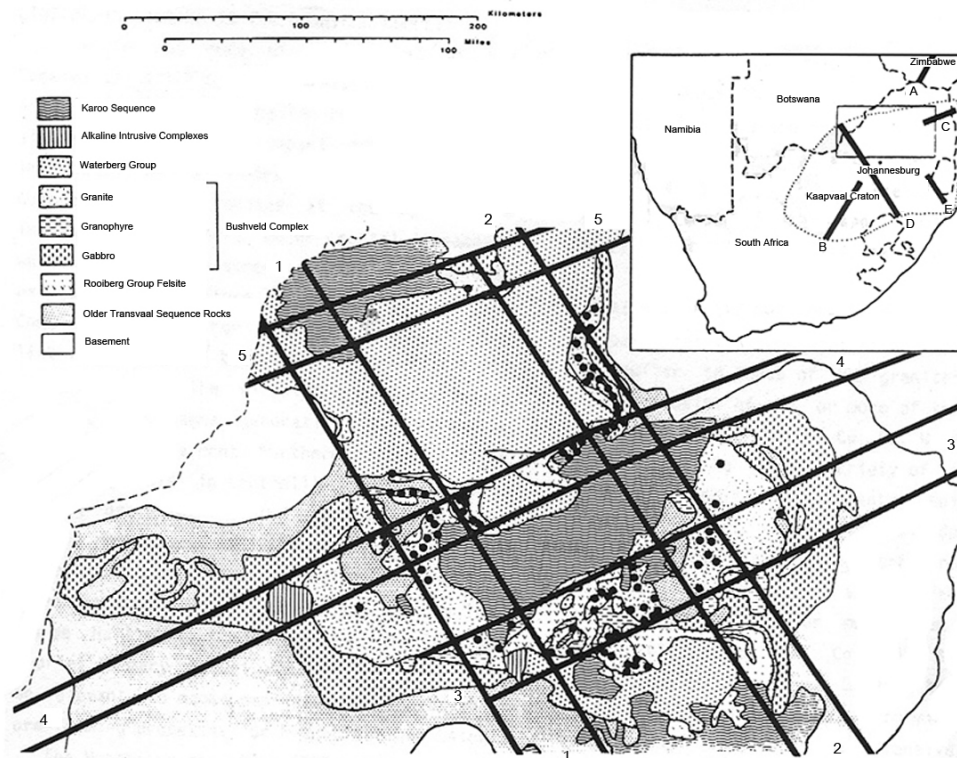 Kilometers
100
200
100
Miles
Karoo Sequence
Alkaline Intrusive Complexes
Waterberg Group
Granite
Granophyre
Gabbro
Bushveld Complex
Rooiberg Group Felsite
Older Transvaal Sequence Rocks
Basement
Zimbabwe
A
Botswana
Namibia
C
Johannesburg
Kaapvaal Craton
E
D
B
South Africa
1
2
5
5
4
3
4
3
1
2